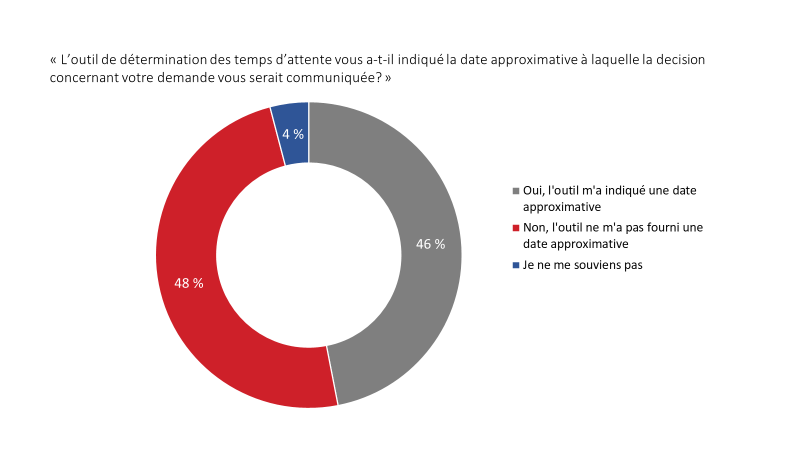 « L’outil de détermination des temps d’attente vous a-t-il indiqué la date approximative à laquelle la decision
concernant votre demande vous serait communiquée? »
4 %
46 %
48 %
Oui, l'outil m'a indiqué une date
approximative
Non, l'outil ne m'a pas fourni une
date approximative
Je ne me souviens pas